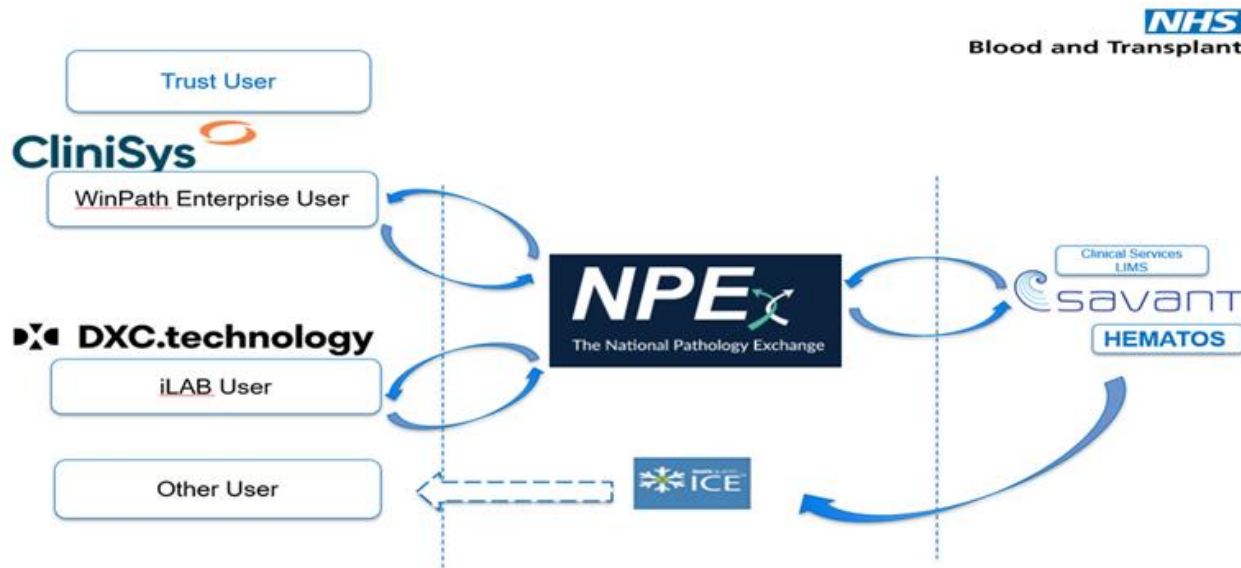 NHS
Blood and Transplant
Trust User
CliniSys
WinPath Enterprise User
NPEx
The National Pathology Exchange
Clinical Services
LIMS
savant
HEMATOS
DXC.technology
iLAB User
Other User
ICE